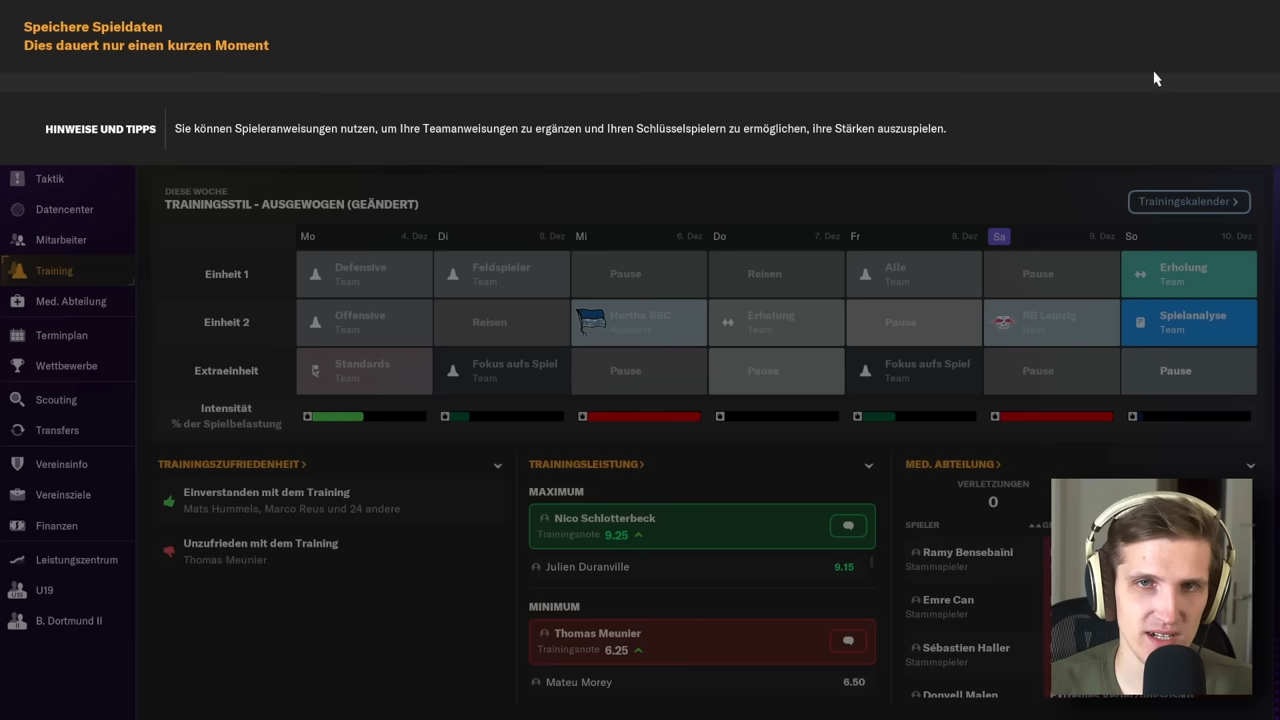 Speichere Spieldaten
Dies dauert nur einen kurzen Moment
HINWEISE UND TIPPS
Sie können Spieleranweisungen nutzen, um Ihre Teamanweisungen zu ergänzen und Ihren Schlüsselspielern zu ermöglichen, ihre Stärken auszuspielen.
Taktik
Datencenter
Mitarbeiter
Training
Med. Abteilung
Terminplan
Wettbewerbe
Scouting
Transfers
Vereinsinfo
Vereinsziele
Finanzen
Leistungszentrum
U19
B. Dortmund II
DIESE WOCHE
TRAININGSSTIL - AUSGEWOGEN (GEÄNDERT)
Trainingskalender
Mo 4. Dez Di 5. Dez Mi 6. Dez Do 7. Dez Fr 8. Dez Sa 9. Dez So 10. Dez
Einheit 1
Defensive
Team
Feldspieler
Team
Pause
Reisen
Alle
Team
Pause
Erholung
Team
Einheit 2
Offensive
Team
Reisen
Hertha BSC
Auswärts
Erholung
Team
Pause
RB Leipzig
Heim
Spielanalyse
Team
Extraeinheit
Standards
Team
Fokus aufs Spiel
Team
Pause
Pause
Fokus aufs Spiel
Team
Pause
Pause
Intensität
% der Spielbelastung
TRAININGSZUFRIEDENHEIT
Einverstanden mit dem Training
Mats Hummels, Marco Reus und 24 andere
Unzufrieden mit dem Training
Thomas Meunier
TRAININGSLEISTUNG
MAXIMUM
Nico Schlotterbeck
Trainingsnote 9.25
Julien Duranville 9.15
MINIMUM
Thomas Meunier
Trainingsnote 6.25
Mateu Morey 6.50
MED. ABTEILUNG
VERLETZUNGEN
0
SPIELER
Ramy Bensebaïni
Stammspieler
Emre Can
Stammspieler
Sébastien Haller
Stammspieler
Donyell Malen